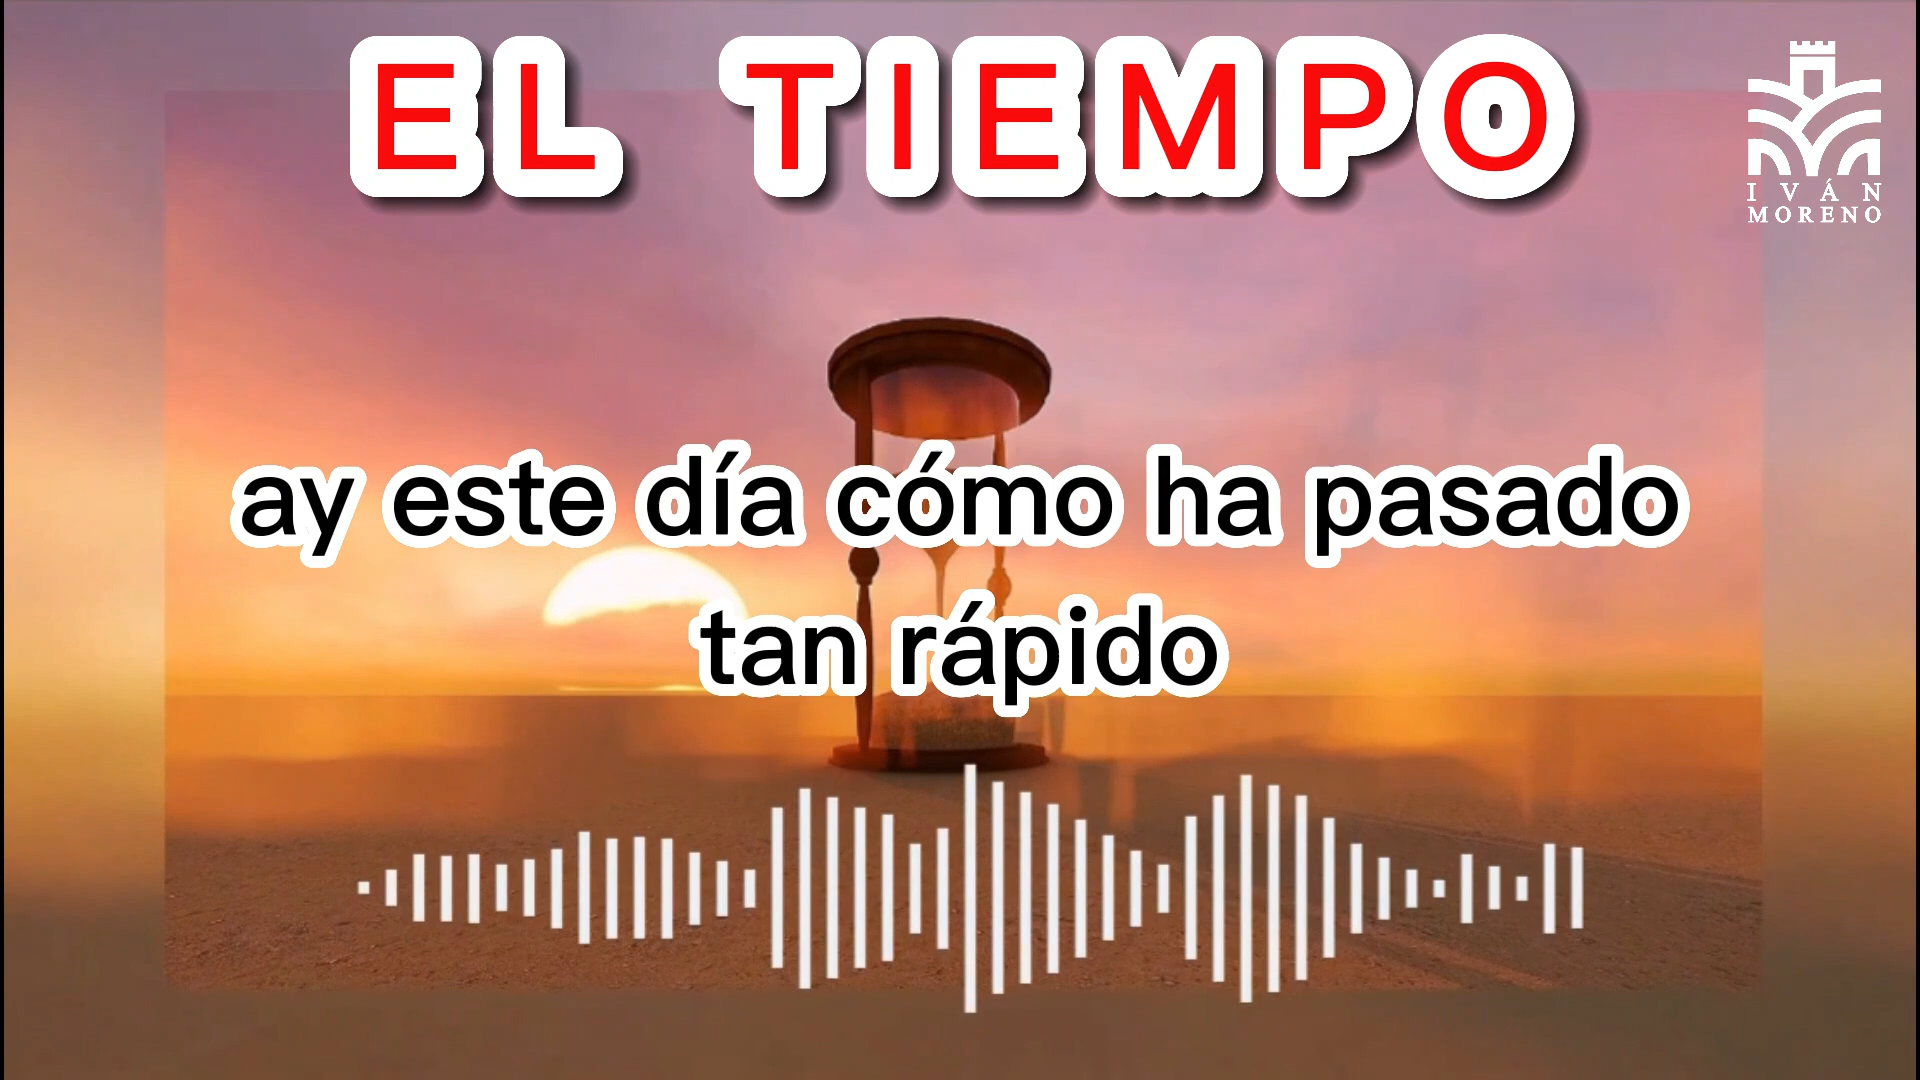 EL TIEMPO
IVÁN
MORENO
ay este día cómo ha pasado
tan rápido